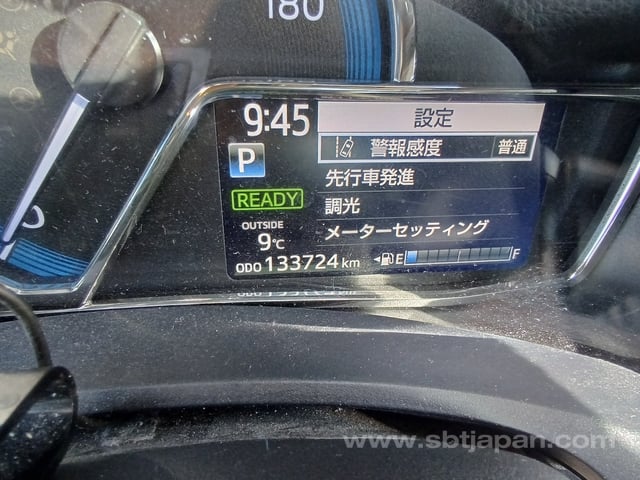 180
9:45
設定
警報感度 普通
P
先行車発進
READY
調光
OUTSIDE
9℃
メーターセッティング
ODO 133724 km
E F
www.sbtjapan.com